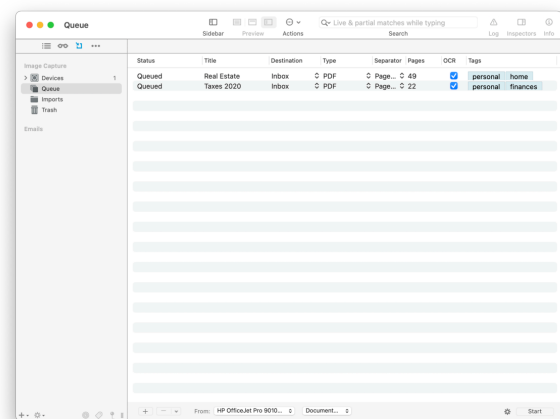 Queue
Live & partial matches while typing
Sidebar Preview Actions Search Log Inspectors Info
Image Capture
Devices 1
Queue
Imports
Trash
Emails
Status Title Destination Type Separator Pages OCR Tags
Queued Real Estate Inbox PDF Page... 49 personal home
Queued Taxes 2020 Inbox PDF Page... 22 personal finances
From: HP OfficeJet Pro 9010... Document... Start